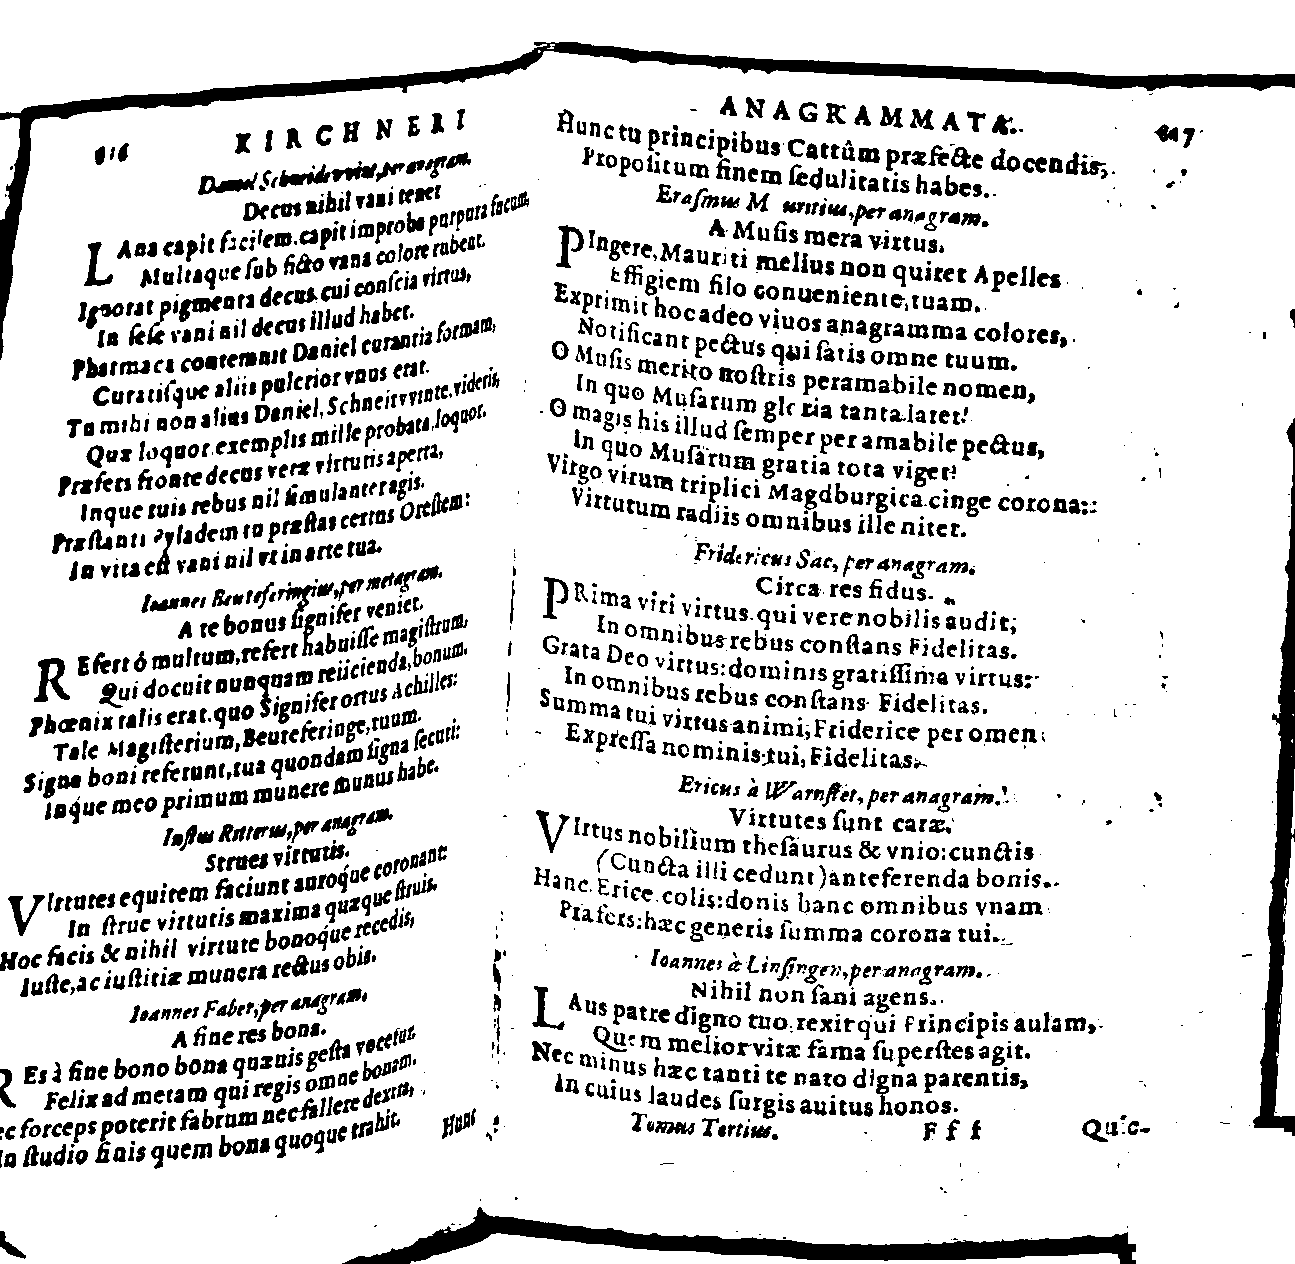 816
KIRCHNERI
Daniel Schneidevvint, per anagram.
Decus nihil vani tenet
LAna capit facilem, capit improba purpura fucum,
Multaque ſub ficto vana colore rubent.
Ignorat pigmenta decus, cui conſcia virtus,
In ſeſe vani nil decus illud habet.
Pharmaca contemnit Daniel curantia formam,
Curatiſque aliis pulcrior vnus erat.
Tu mihi non alius Daniel, Schneitvvinte, videris,
Quæ loquor, exemplis mille probata loquor.
Præfers fronte decus veræ virtutis aperta,
Inque tuis rebus nil ſimulanter agis.
Præſtanti Pyladem tu præſtas certus Oreſtem:
In vita eſt vani nil vt in arte tua.
Ioannes Beuteferingius, per metagram.
A te bonus ſignifer veniet.
REfert ó multum, refert habuiſſe magiſtrum,
Qui docuit nunquam reiicienda, bonum.
Phœnix talis erat, quo Signifer ortus Achilles:
Tale Magiſterium, Beuteferinge, tuum.
Signa boni referunt, tua quondam ſigna ſecuti:
Inque meo primum munere munus habe.
Iuſtus Ritterus, per anagram.
Strues virtutis.
VIrtutes equitem faciunt auroque coronant:
In ſtrue virtutis maxima quæque ſtruis.
Hoc facis & nihil virtute bonoque recedis,
Iuſte, ac iuſtitiæ munera rectus obis.
Ioannes Faber, per anagram.
A fine res bona.
REs à fine bono bona quæuis geſta vocetur.
Felix ad metam qui regis omne bonum.
ec forceps poterit fabrum nec fallere dextra,
In ſtudio finis quem bona quoque trahit.
Hunc
ANAGRAMMATA.
817
Hunc tu principibus Cattûm præfecte docendis,
Propoſitum finem ſedulitatis habes.
Eraſmus M uritius, per anagram.
A Muſis mera virtus.
PIngere, Mauriti melius non quiret Apelles
Effigiem filo conueniente, tuam.
Exprimit hoc adeo viuos anagramma colores,
Notificant pectus qui ſatis omne tuum.
O Muſis merito noſtris peramabile nomen,
In quo Muſarum gloria tanta latet!
O magis his illud ſemper per amabile pectus,
In quo Muſarum gratia tota viget!
Virgo virum triplici Magdburgica cinge corona:
Virtutum radiis omnibus ille nitet.
Fridericus Sac, per anagram.
Circa res fidus.
PRima viri virtus, qui vere nobilis audit,
In omnibus rebus conſtans Fidelitas.
Grata Deo virtus: dominis gratiſſima virtus:
In omnibus rebus conſtans Fidelitas.
Summa tui virtus animi, Friderice per omen
Expreſſa nominis tui, Fidelitas.
Ericus à Warnſtet, per anagram.
Virtutes ſunt caræ.
VIrtus nobilium theſaurus & vnio: cunctis
(Cuncta illi cedunt) anteferenda bonis.
Hanc, Erice, colis: donis hanc omnibus vnam
Præfers: hæc generis ſumma corona tui.
Ioannes à Linſingen, per anagram.
Nihil non ſani agens.
LAus patre digno tuo, rexit qui Principis aulam,
Quem melior vitæ fama ſuperſtes agit.
Nec minus hæc tanti te nato digna parentis,
In cuius laudes ſurgis auitus honos.
Tomus Tertius.
Fff
Quic-